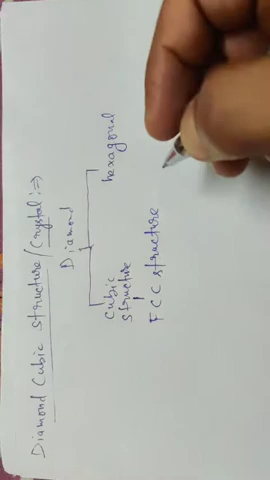 Diamond Cubic structure/Crystal :⇒
Diamond
cubic structure
hexagonal
FCC structure